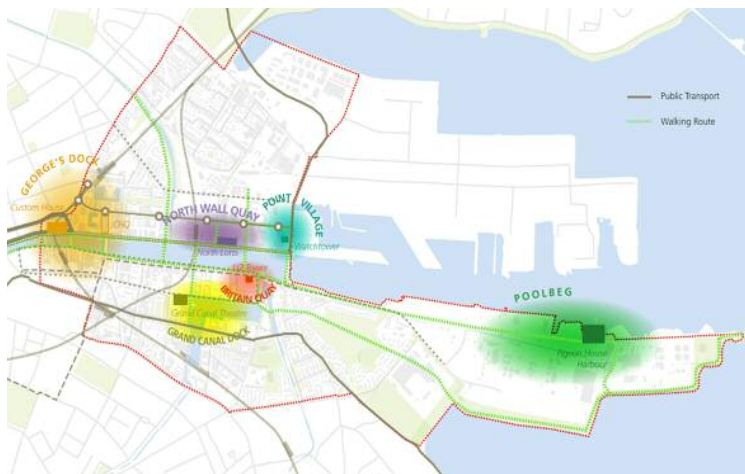 Public Transport
Walking Route
GEORGE'S DOCK
Custom House
CHQ
NORTH WALL QUAY
North Lotts
POINT VILLAGE
Watchtower
U2 Tower
BRITAIN QUAY
Grand Canal Theatre
GRAND CANAL DOCK
POOLBEG
Pigeon House
Harbour